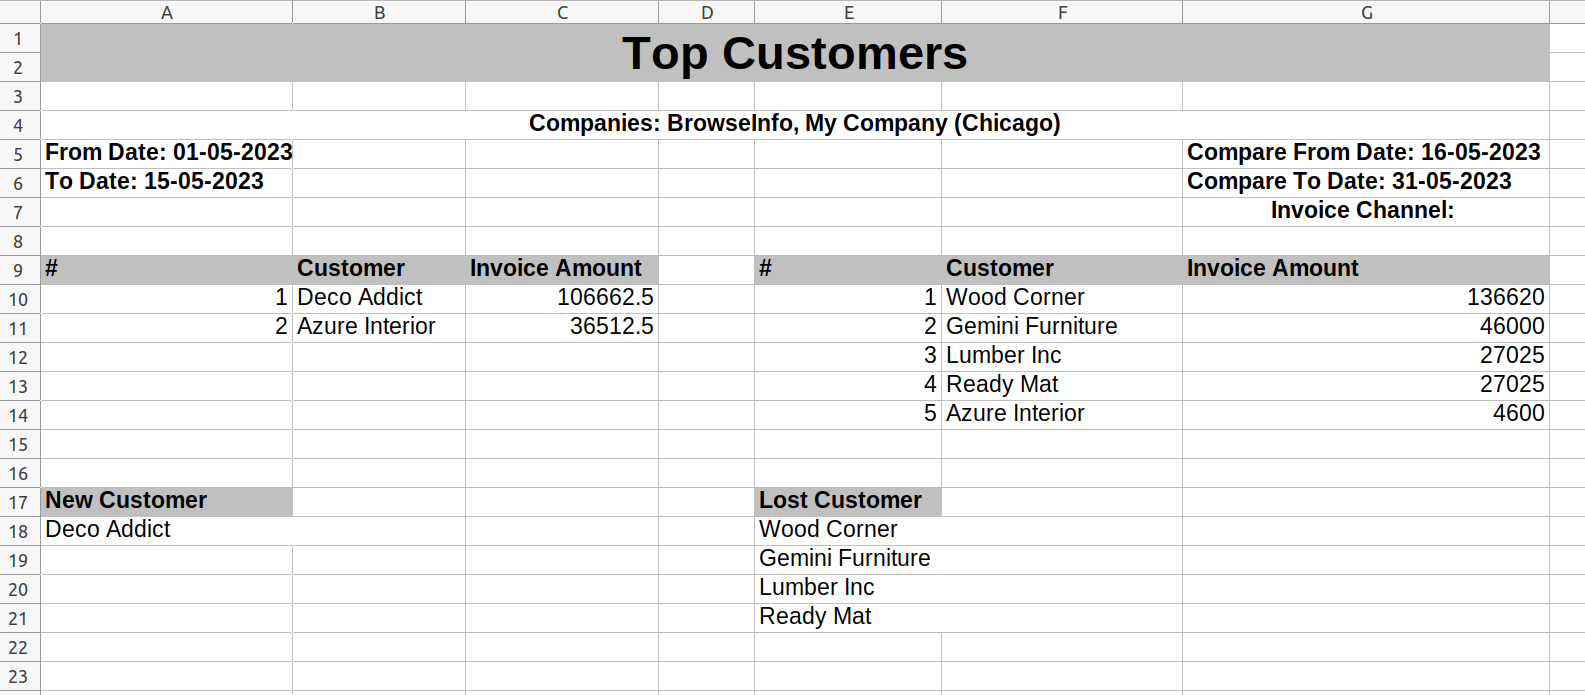 A B C D E F G
1
2 Top Customers
3
4 Companies: BrowseInfo, My Company (Chicago)
5 From Date: 01-05-2023 Compare From Date: 16-05-2023
6 To Date: 15-05-2023 Compare To Date: 31-05-2023
7 Invoice Channel:
8
9 # Customer Invoice Amount # Customer Invoice Amount
10 1 Deco Addict 106662.5 1 Wood Corner 136620
11 2 Azure Interior 36512.5 2 Gemini Furniture 46000
12 3 Lumber Inc 27025
13 4 Ready Mat 27025
14 5 Azure Interior 4600
15
16
17 New Customer Lost Customer
18 Deco Addict Wood Corner
19 Gemini Furniture
20 Lumber Inc
21 Ready Mat
22
23